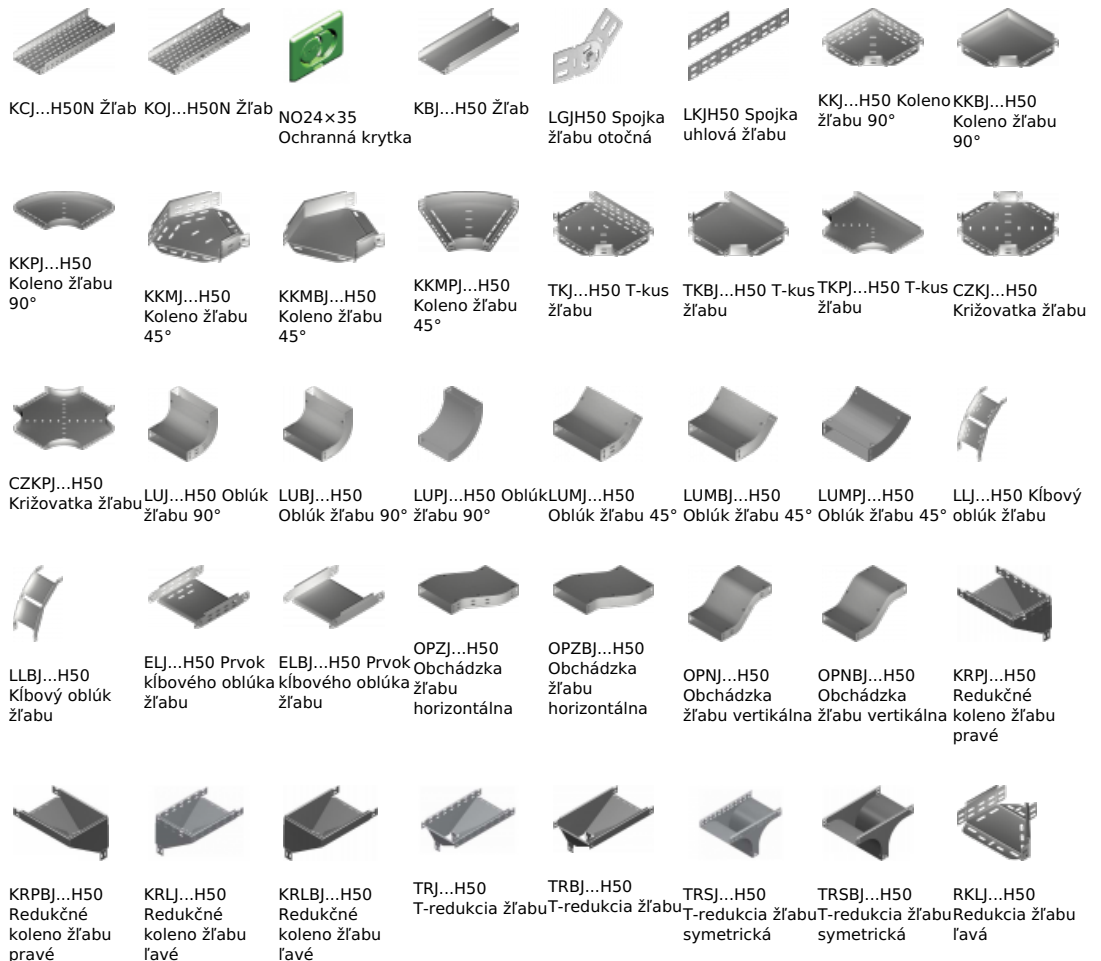 KCJ...H50N Žľab
KOJ...H50N Žľab
NO24×35
Ochranná krytka
KBJ...H50 Žľab
LGJH50 Spojka
žľabu otočná
LKJH50 Spojka
uhlová žľabu
KKJ...H50 Koleno
žľabu 90°
KKBJ...H50
Koleno žľabu
90°
KKPJ...H50
Koleno žľabu
90°
KKMJ...H50
Koleno žľabu
45°
KKMBJ...H50
Koleno žľabu
45°
KKMPJ...H50
Koleno žľabu
45°
TKJ...H50 T-kus
žľabu
TKBJ...H50 T-kus
žľabu
TKPJ...H50 T-kus
žľabu
CZKJ...H50
Križovatka žľabu
CZKPJ...H50
Križovatka žľabu
LUJ...H50 Oblúk
žľabu 90°
LUBJ...H50
Oblúk žľabu 90°
LUPJ...H50 Oblúk
žľabu 90°
LUMJ...H50
Oblúk žľabu 45°
LUMBJ...H50
Oblúk žľabu 45°
LUMPJ...H50
Oblúk žľabu 45°
LLJ...H50 Kĺbový
oblúk žľabu
LLBJ...H50
Kĺbový oblúk
žľabu
ELJ...H50 Prvok
kĺbového oblúka
žľabu
ELBJ...H50 Prvok
kĺbového oblúka
žľabu
OPZJ...H50
Obchádzka
žľabu
horizontálna
OPZBJ...H50
Obchádzka
žľabu
horizontálna
OPNJ...H50
Obchádzka
žľabu vertikálna
OPNBJ...H50
Obchádzka
žľabu vertikálna
KRPJ...H50
Redukčné
koleno žľabu
pravé
KRPBJ...H50
Redukčné
koleno žľabu
pravé
KRLJ...H50
Redukčné
koleno žľabu
ľavé
KRLBJ...H50
Redukčné
koleno žľabu
ľavé
TRJ...H50
T-redukcia žľabu
TRBJ...H50
T-redukcia žľabu
TRSJ...H50
T-redukcia žľabu
symetrická
TRSBJ...H50
T-redukcia žľabu
symetrická
RKLJ...H50
Redukcia žľabu
ľavá